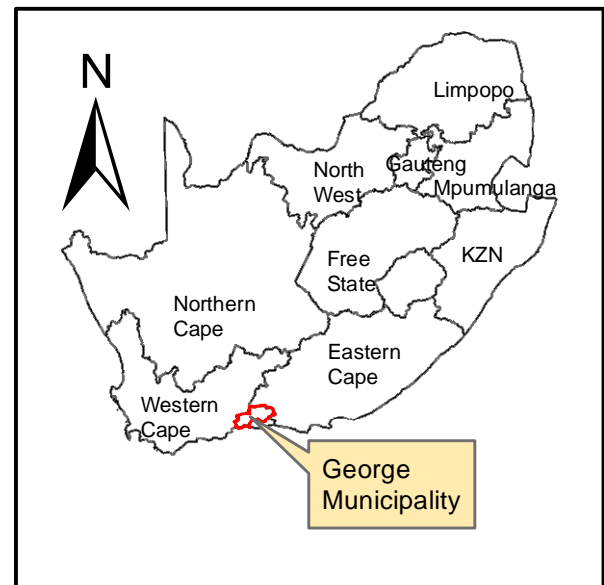 N
Limpopo
North
West
Gauteng
Mpumulanga
Free
State
KZN
Northern
Cape
Eastern
Cape
Western
Cape
George
Municipality